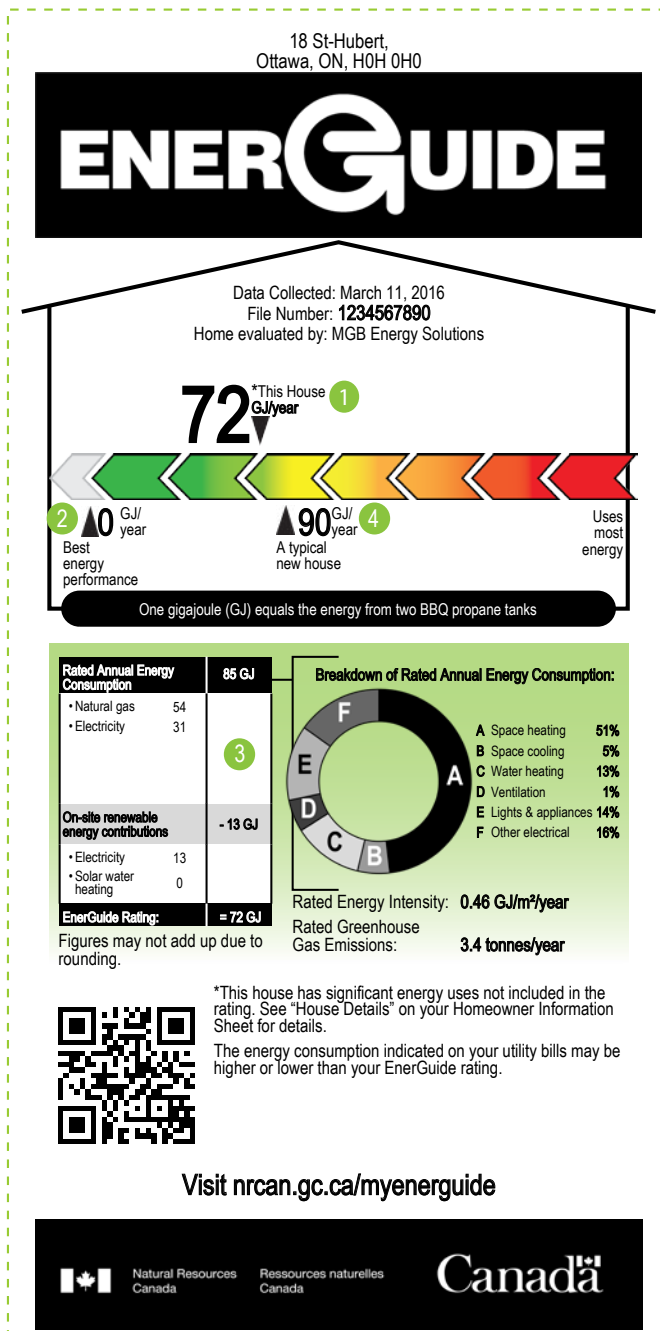 18 St-Hubert,
Ottawa, ON, H0H 0H0
ENERGUIDE
Data Collected: March 11, 2016
File Number: 1234567890
Home evaluated by: MGB Energy Solutions
72
*This House
GJ/year
1
2
0 GJ/
year
Best
energy
performance
90 GJ/
year
4
A typical
new house
Uses
most
energy
One gigajoule (GJ) equals the energy from two BBQ propane tanks
Rated Annual Energy
Consumption
85 GJ
• Natural gas 54
• Electricity 31
3
On-site renewable
energy contributions
- 13 GJ
• Electricity 13
• Solar water
heating
0
EnerGuide Rating: = 72 GJ
Figures may not add up due to
rounding.
Breakdown of Rated Annual Energy Consumption:
F
E
D
C
B
A
A Space heating 51%
B Space cooling 5%
C Water heating 13%
D Ventilation 1%
E Lights & appliances 14%
F Other electrical 16%
Rated Energy Intensity: 0.46 GJ/m²/year
Rated Greenhouse
Gas Emissions: 3.4 tonnes/year
*This house has significant energy uses not included in the
rating. See “House Details” on your Homeowner Information
Sheet for details.
The energy consumption indicated on your utility bills may be
higher or lower than your EnerGuide rating.
Visit nrcan.gc.ca/myenerguide
Natural Resources
Canada
Ressources naturelles
Canada
Canada